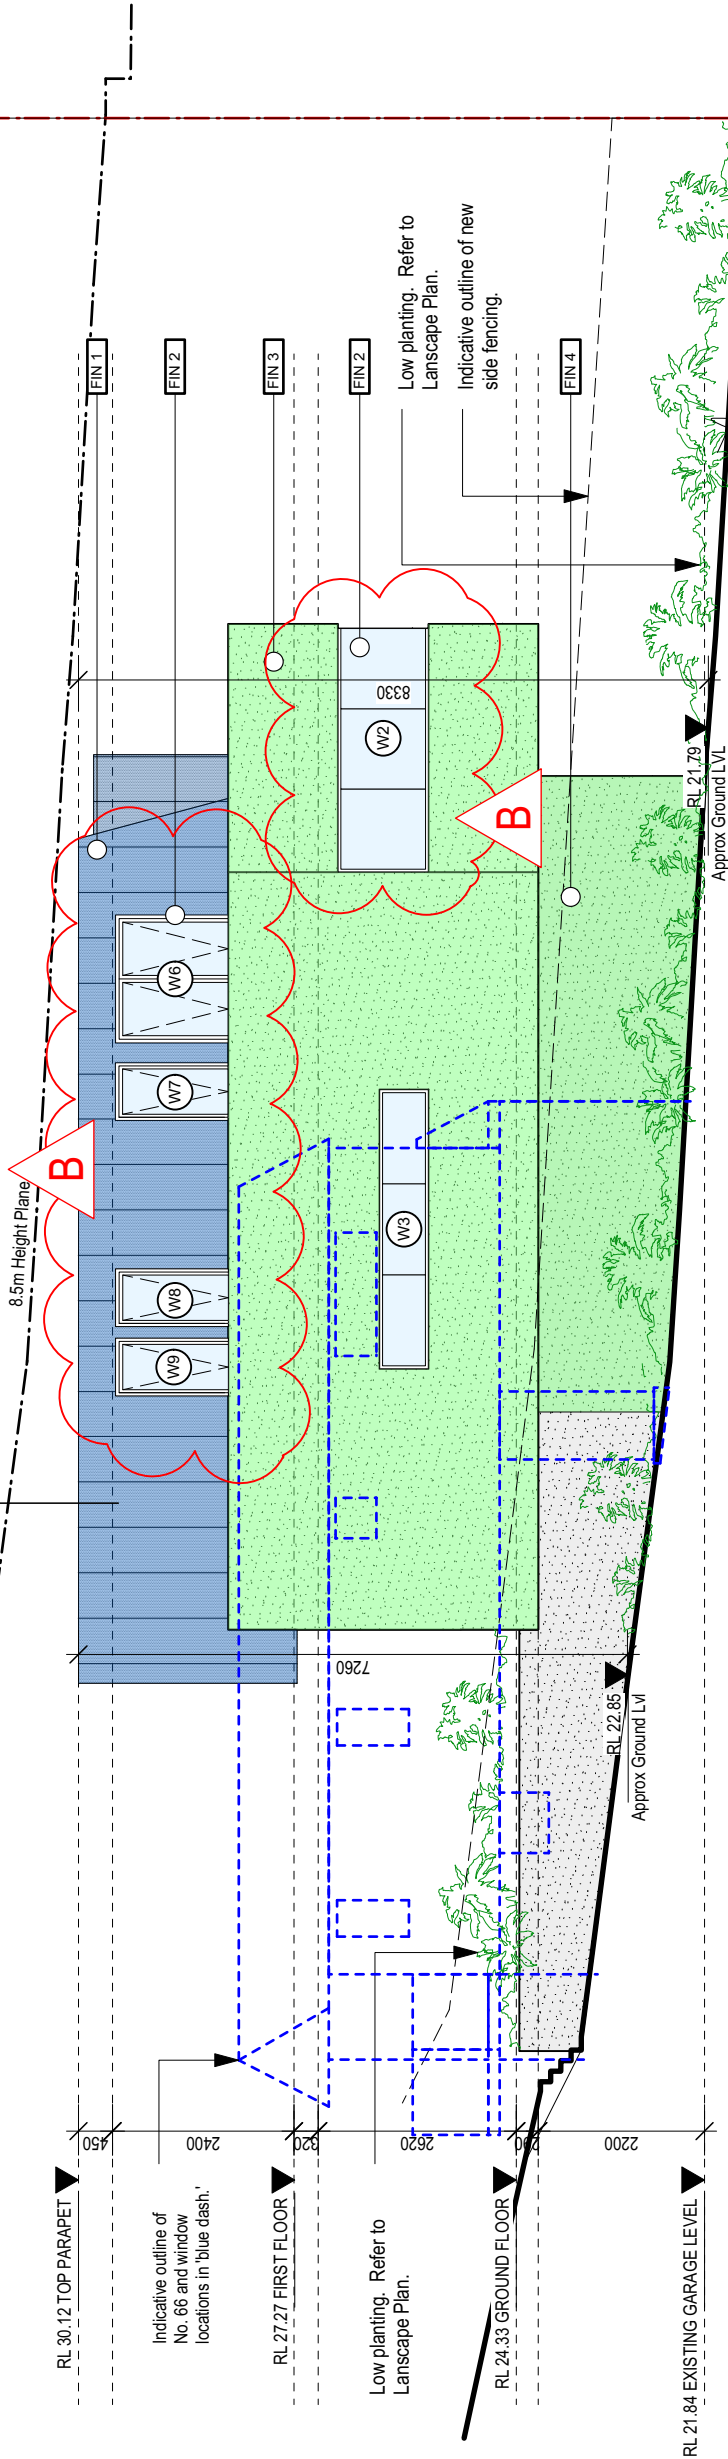 8.5m Height Plane
FIN 1
FIN 2
FIN 3
FIN 2
FIN 4
Low planting. Refer to
Lanscape Plan.
Indicative outline of new
side fencing.
B
B
W9
W8
W7
W6
W3
W2
8330
7260
RL 21.79
Approx Ground LVL
RL 22.85
Approx Ground Lvl
450
2400
320
2620
290
2200
RL 30.12 TOP PARAPET
Indicative outline of
No. 66 and window
locations in 'blue dash.'
RL 27.27 FIRST FLOOR
Low planting. Refer to
Lanscape Plan.
RL 24.33 GROUND FLOOR
RL 21.84 EXISTING GARAGE LEVEL